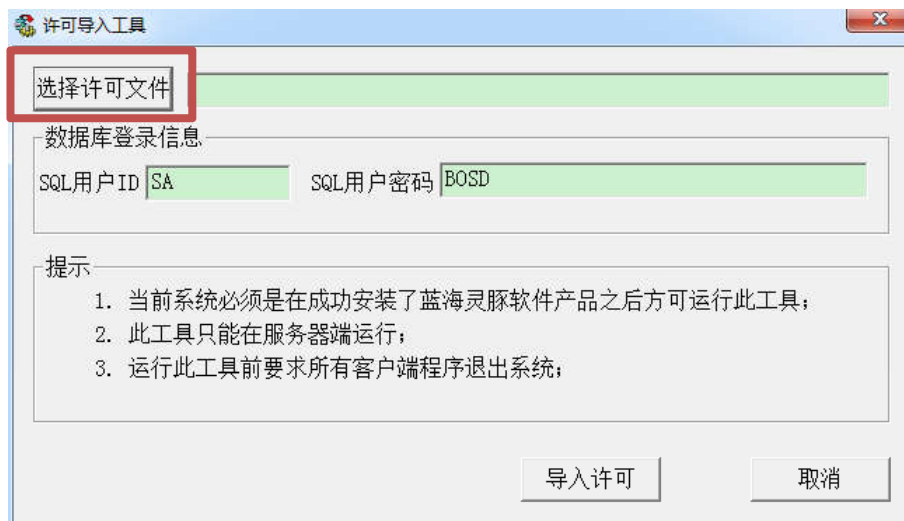 许可导入工具
选择许可文件
数据库登录信息
SQL用户ID SA SQL用户密码 BOSD
提示
1. 当前系统必须是在成功安装了蓝海灵豚软件产品之后方可运行此工具;
2. 此工具只能在服务器端运行;
3. 运行此工具前要求所有客户端程序退出系统;
导入许可 取消